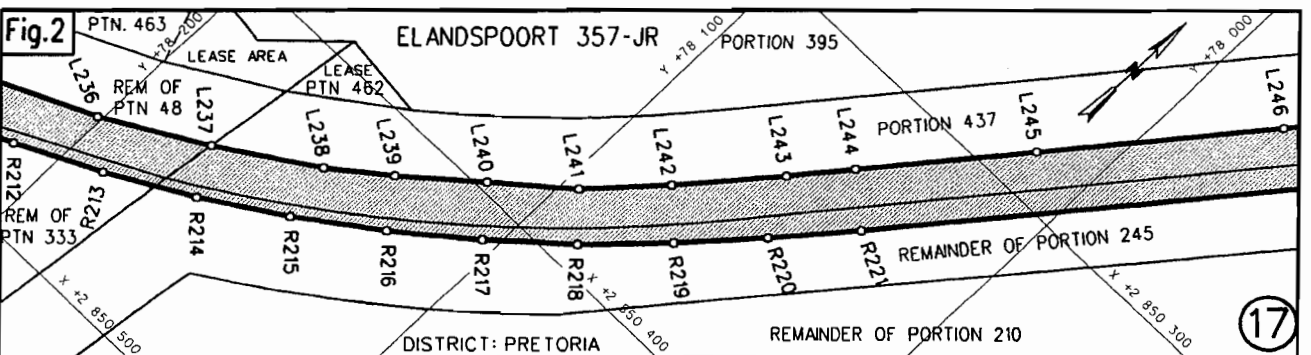 Fig.2
PTN. 463
Y +78 200
ELANDSPOORT 357-JR
PORTION 395
Y +78 100
Y +78 000
N
LEASE AREA
LEASE
PTN 462
REM OF
PTN 48
PORTION 437
L236
L237
L238
L239
L240
L241
L242
L243
L244
L245
L246
R212
R213
R214
R215
R216
R217
R218
R219
R220
R221
REM OF
PTN 333
REMAINDER OF PORTION 245
X +2 850 500
X +2 850 400
X +2 850 300
DISTRICT: PRETORIA
REMAINDER OF PORTION 210
17